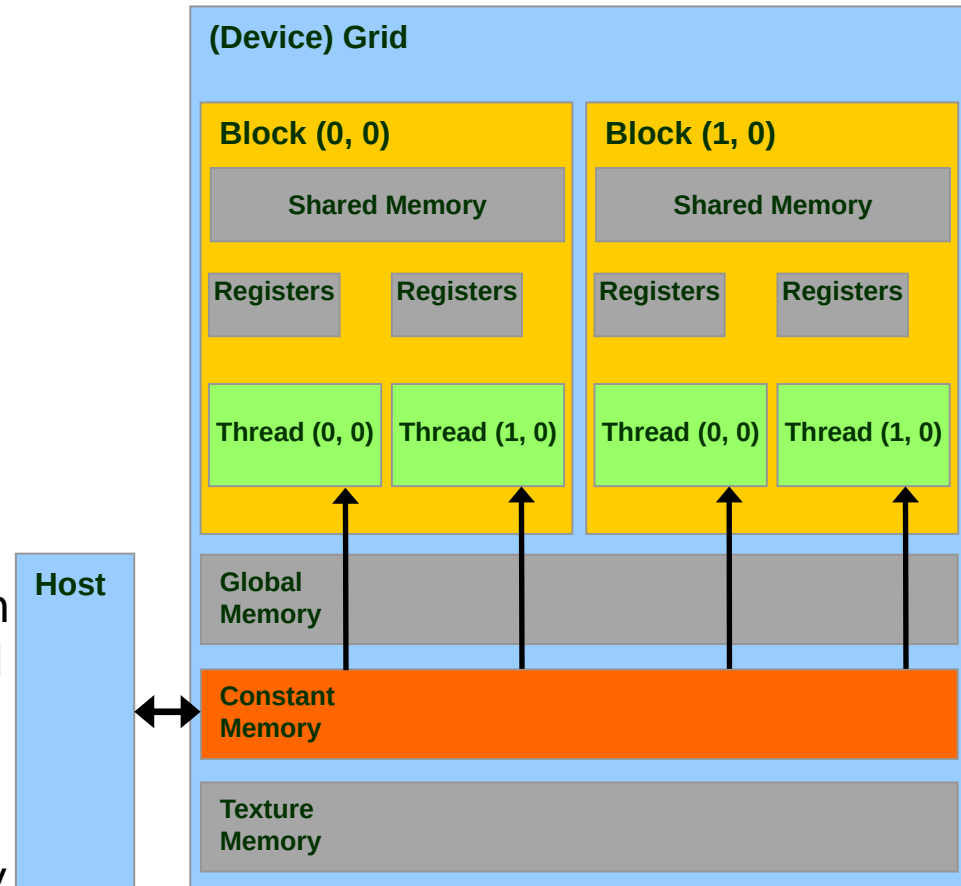 (Device) Grid
Block (0, 0)
Shared Memory
Registers Registers
Thread (0, 0) Thread (1, 0)
Block (1, 0)
Shared Memory
Registers Registers
Thread (0, 0) Thread (1, 0)
Host
Global
Memory
Constant
Memory
Texture
Memory